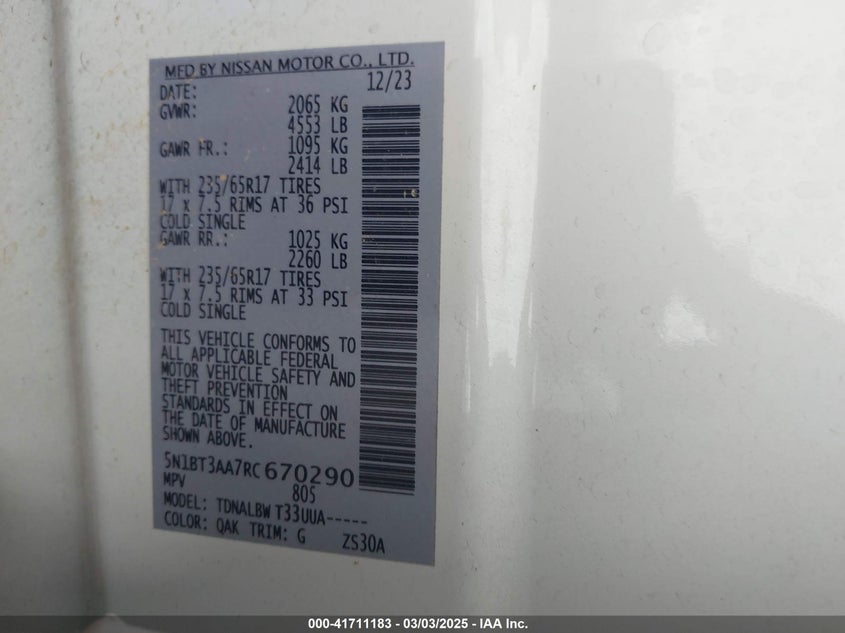 MFD BY NISSAN MOTOR CO., LTD.
DATE: 12/23
GVWR: 2065 KG
4553 LB
GAWR FR.: 1095 KG
2414 LB
WITH 235/65R17 TIRES
17 x 7.5 RIMS AT 36 PSI
COLD SINGLE
GAWR RR.: 1025 KG
2260 LB
WITH 235/65R17 TIRES
17 x 7.5 RIMS AT 33 PSI
COLD SINGLE
THIS VEHICLE CONFORMS TO
ALL APPLICABLE FEDERAL
MOTOR VEHICLE SAFETY AND
THEFT PREVENTION
STANDARDS IN EFFECT ON
THE DATE OF MANUFACTURE
SHOWN ABOVE.
5N1BT3AA7RC670290
MPV 805
MODEL: TDNALBW T33UUA-----
COLOR: QAK TRIM: G ZS30A
000-41711183 - 03/03/2025 - IAA Inc.